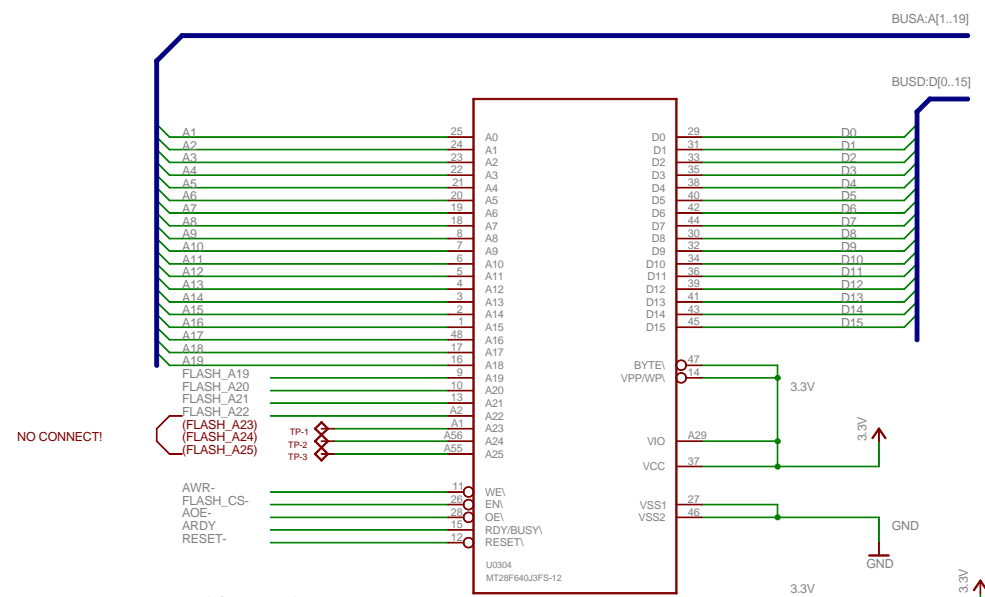 BUSA:A[1..19]
BUSD:D[0..15]
A1 25 A0 D0 29 D0
A2 24 A1 D1 31 D1
A3 23 A2 D2 33 D2
A4 22 A3 D3 35 D3
A5 21 A4 D4 38 D4
A6 20 A5 D5 40 D5
A7 19 A6 D6 42 D6
A8 18 A7 D7 44 D7
A9 8 A8 D8 30 D8
A10 7 A9 D9 32 D9
A11 6 A10 D10 34 D10
A12 5 A11 D11 36 D11
A13 4 A12 D12 39 D12
A14 3 A13 D13 41 D13
A15 2 A14 D14 43 D14
A16 1 A15 D15 45 D15
A17 48 A16
A18 17 A17
A19 16 A18 BYTE\ 47
FLASH_A19 9 A19 VPP/WP\ 14
FLASH_A20 10 A20 3.3V
FLASH_A21 13 A21
FLASH_A22 A2 A22
(FLASH_A23) TP-1 A1 A23
NO CONNECT! (FLASH_A24) TP-2 A56 A24 VIO A29 3.3V
(FLASH_A25) TP-3 A55 A25
VCC 37
AWR- 11 WE\
FLASH_CS- 26 EN\ VSS1 27
AOE- 28 OE\ VSS2 46
ARDY 15 RDY/BUSY\ GND
RESET- 12 RESET\
GND
U0304
MT28F640J3FS-12
3.3V 3.3V